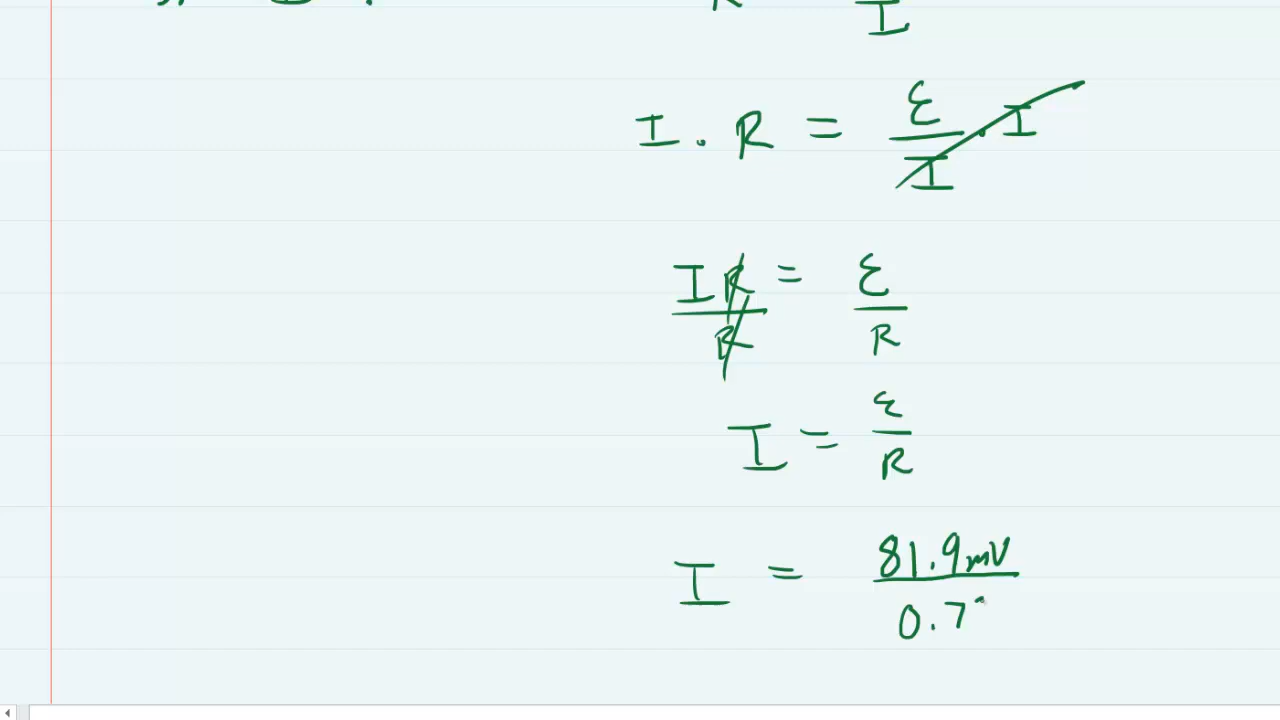 I . R = ε/I . I
IR/R = ε/R
I = ε/R
I = 81.9mV/0.7